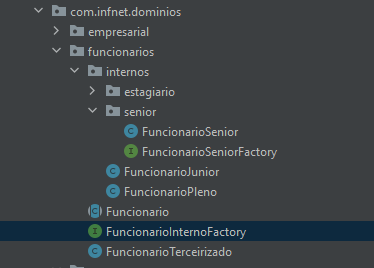 com.infnet.dominios
empresarial
funcionarios
internos
estagiario
senior
FuncionarioSenior
FuncionarioSeniorFactory
FuncionarioJunior
FuncionarioPleno
Funcionario
FuncionarioInternoFactory
FuncionarioTerceirizado